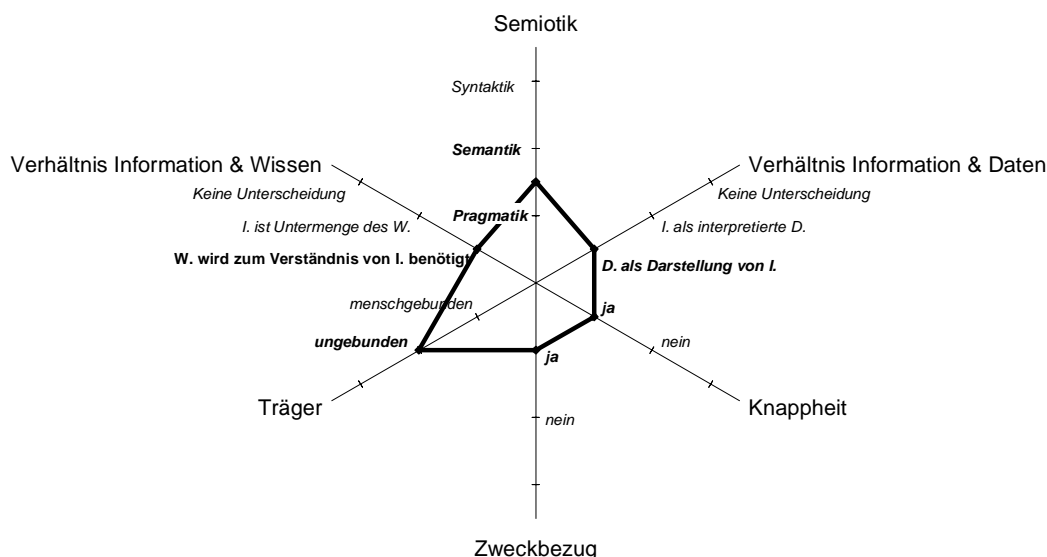 Semiotik
Syntaktik
Semantik
Verhältnis Information & Wissen
Verhältnis Information & Daten
Keine Unterscheidung
Keine Unterscheidung
I. ist Untermenge des W.
Pragmatik
I. als interpretierte D.
W. wird zum Verständnis von I. benötigt
D. als Darstellung von I.
menschgebunden
ja
ungebunden
ja
nein
Träger
Knappheit
nein
Zweckbezug